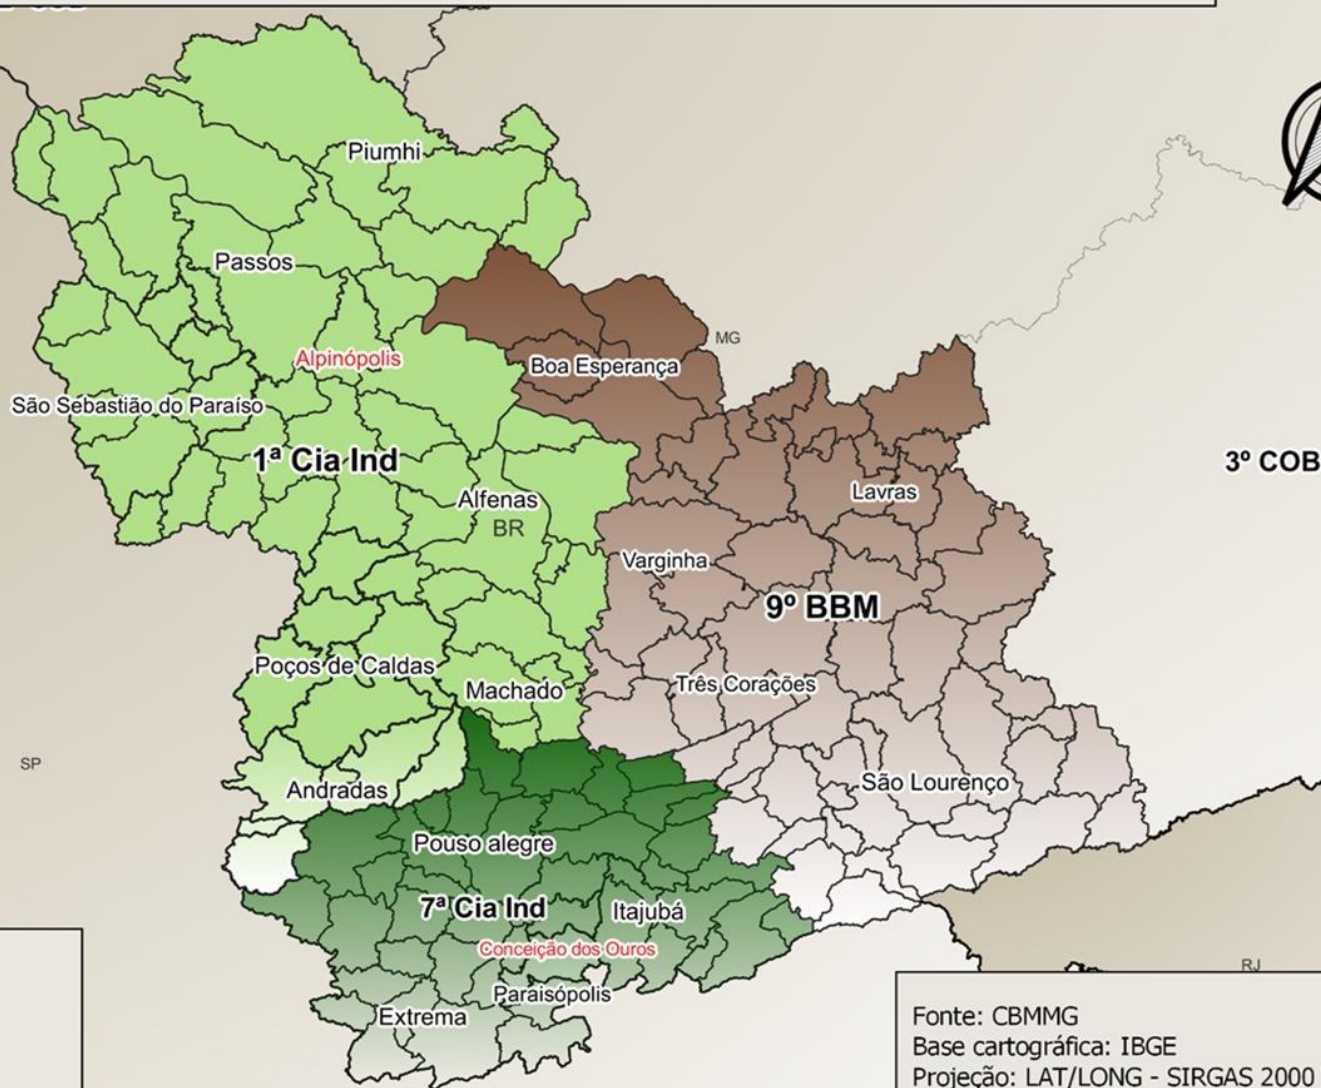 Piumhi
Passos
Alpinópolis
MG
Boa Esperança
São Sebastião do Paraíso
1ª Cia Ind
3º COB
Alfenas
Lavras
BR
Varginha
9º BBM
Poços de Caldas
Machado
Três Corações
SP
Andradas
São Lourenço
Pouso alegre
7ª Cia Ind
Itajubá
Conceição dos Ouros
RJ
Paraisópolis
Extrema
Fonte: CBMMG
Base cartográfica: IBGE
Projeção: LAT/LONG - SIRGAS 2000